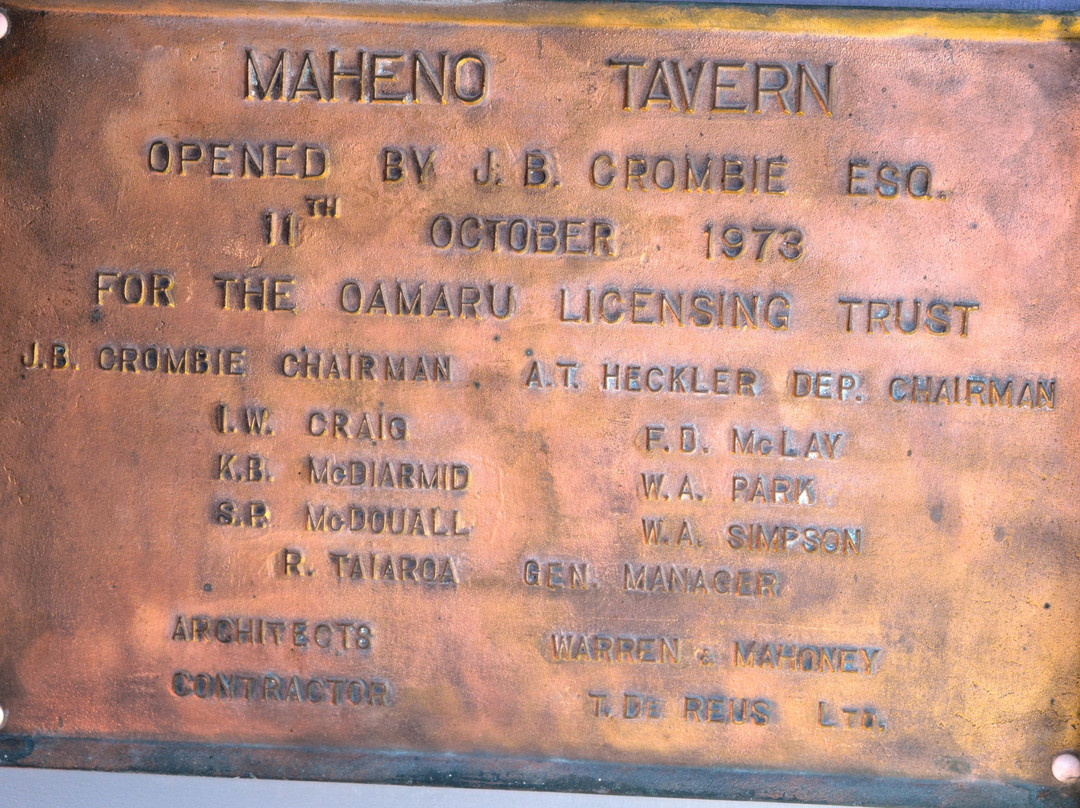 MAHENO TAVERN
OPENED BY J. B. CROMBIE ESQ.
11TH OCTOBER 1973
FOR THE OAMARU LICENSING TRUST
J.B. CROMBIE CHAIRMAN A.T. HECKLER DEP. CHAIRMAN
I.W. CRAIG F.D. McLAY
K.B. McDIARMID W.A. PARK
S.P. McDOUALL W.A. SIMPSON
R. TAIAROA GEN. MANAGER
ARCHITECTS WARREN & MAHONEY
CONTRACTOR T. DE REUS LTD.